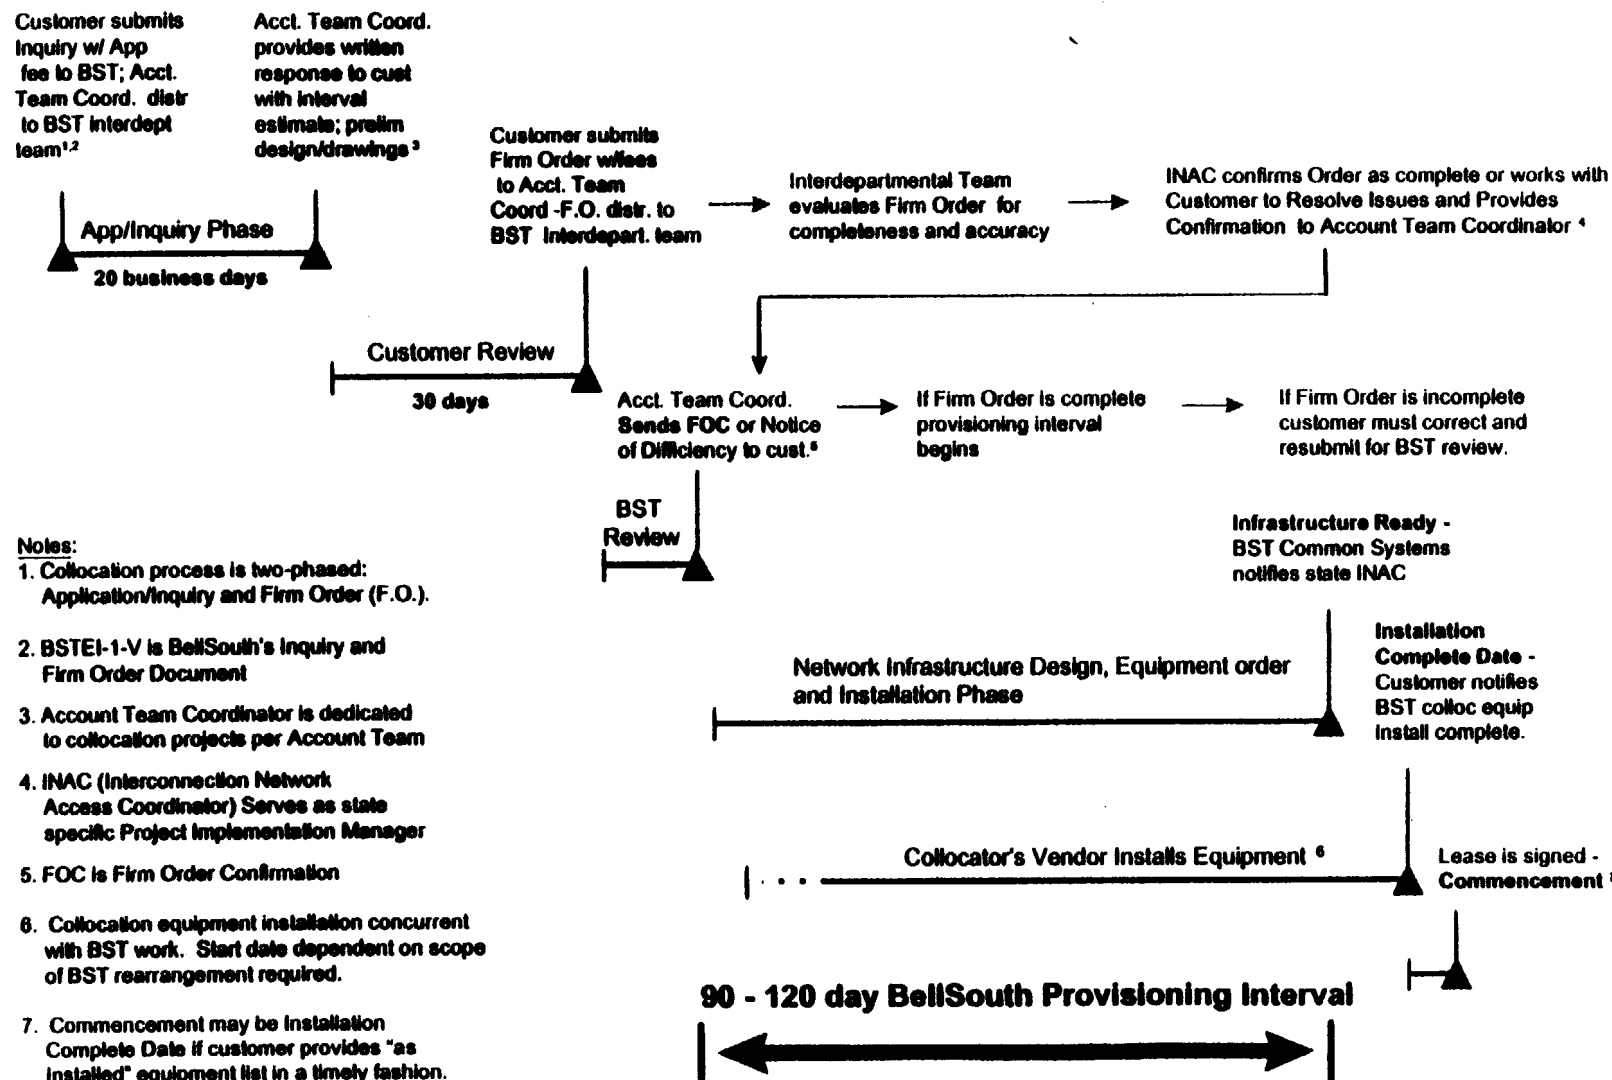 Customer submits
Inquiry w/ App
fee to BST; Acct.
Team Coord. distr
to BST Interdept
team¹,²
Acct. Team Coord.
provides written
response to cust
with interval
estimate; prelim
design/drawings ³
App/Inquiry Phase
20 business days
Customer submits
Firm Order w/fees
to Acct. Team
Coord -F.O. distr. to
BST Interdepart. team
Interdepartmental Team
evaluates Firm Order for
completeness and accuracy
INAC confirms Order as complete or works with
Customer to Resolve Issues and Provides
Confirmation to Account Team Coordinator ⁴
Customer Review
30 days
Acct. Team Coord.
Sends FOC or Notice
of Difficiency to cust.⁵
If Firm Order is complete
provisioning interval
begins
If Firm Order is incomplete
customer must correct and
resubmit for BST review.
BST
Review
Infrastructure Ready -
BST Common Systems
notifies state INAC
Network Infrastructure Design, Equipment order
and Installation Phase
Installation
Complete Date -
Customer notifies
BST colloc equip
install complete.
Collocator's Vendor Installs Equipment ⁶
Lease is signed -
Commencement
90 - 120 day BellSouth Provisioning Interval
Notes:
1. Collocation process is two-phased:
Application/Inquiry and Firm Order (F.O.).
2. BSTEI-1-V is BellSouth's Inquiry and
Firm Order Document
3. Account Team Coordinator is dedicated
to collocation projects per Account Team
4. INAC (Interconnection Network
Access Coordinator) Serves as state
specific Project Implementation Manager
5. FOC is Firm Order Confirmation
6. Collocation equipment installation concurrent
with BST work. Start date dependent on scope
of BST rearrangement required.
7. Commencement may be Installation
Complete Date if customer provides "as
installed" equipment list in a timely fashion.